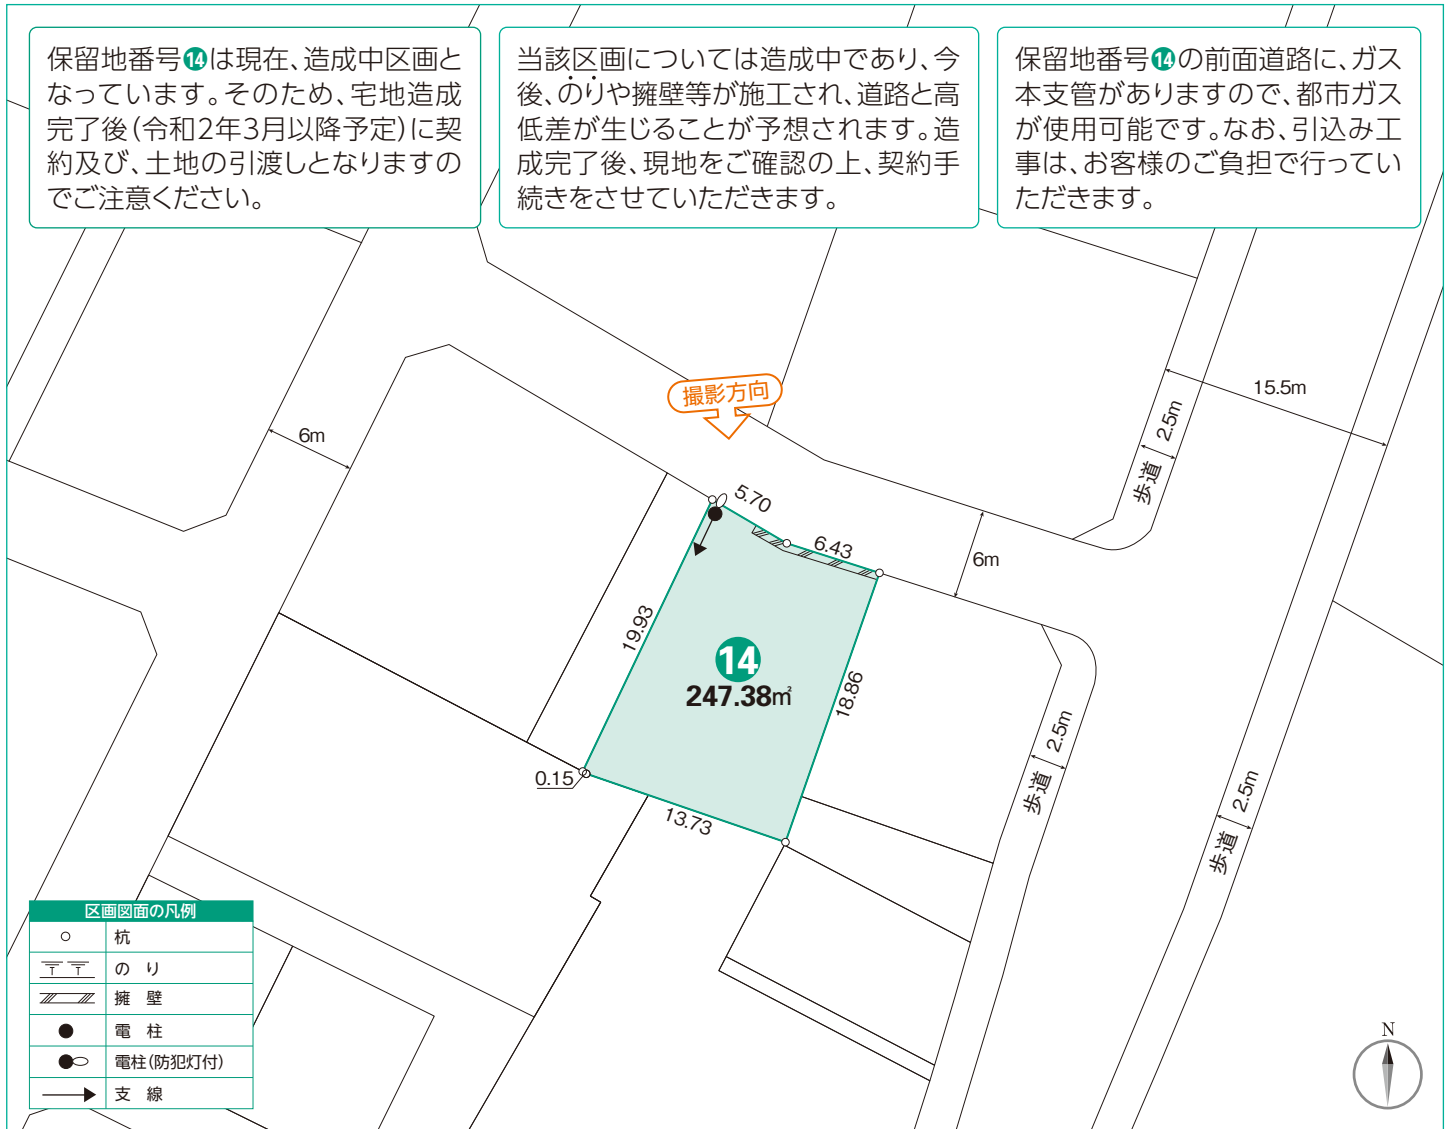 保留地番号⓮は現在、造成中区画と
なっています。そのため、宅地造成
完了後(令和2年3月以降予定)に契
約及び、土地の引渡しとなりますの
でご注意ください。
当該区画については造成中であり、今
後、のりや擁壁等が施工され、道路と高
低差が生じることが予想されます。造
成完了後、現地をご確認の上、契約手
続きをさせていただきます。
保留地番号⓮の前面道路に、ガス
本支管がありますので、都市ガス
が使用可能です。なお、引込み工
事は、お客様のご負担で行ってい
ただきます。
撮影方向
15.5m
2.5m
歩道
6m
5.70
6.43
6m
19.93
⓮
247.38㎡
18.86
0.15
13.73
2.5m
歩道
2.5m
歩道
区画図面の凡例
杭
のり
擁壁
電柱
電柱(防犯灯付)
支線
N